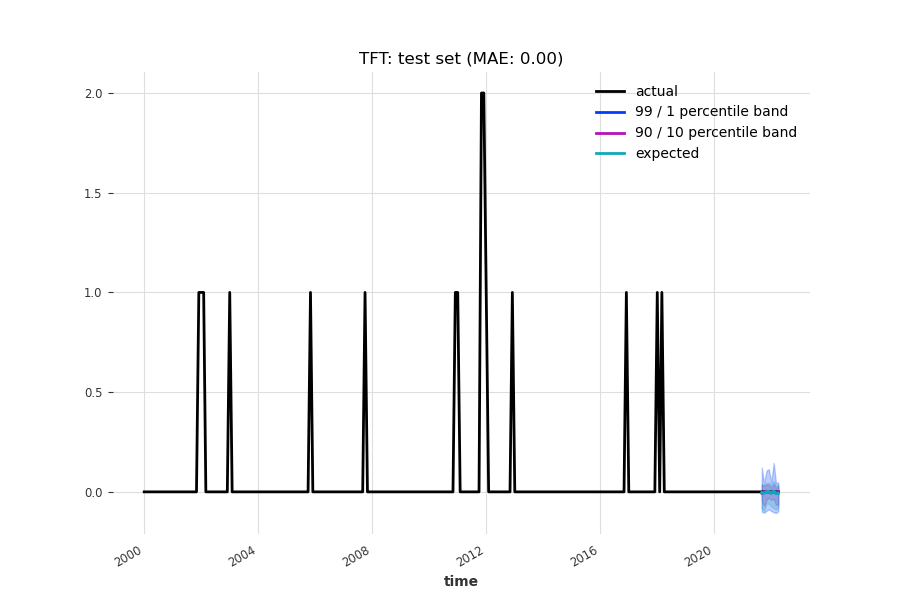 TFT: test set (MAE: 0.00)
actual
99 / 1 percentile band
90 / 10 percentile band
expected
2.0
1.5
1.0
0.5
0.0
2000 2004 2008 2012 2016 2020
time